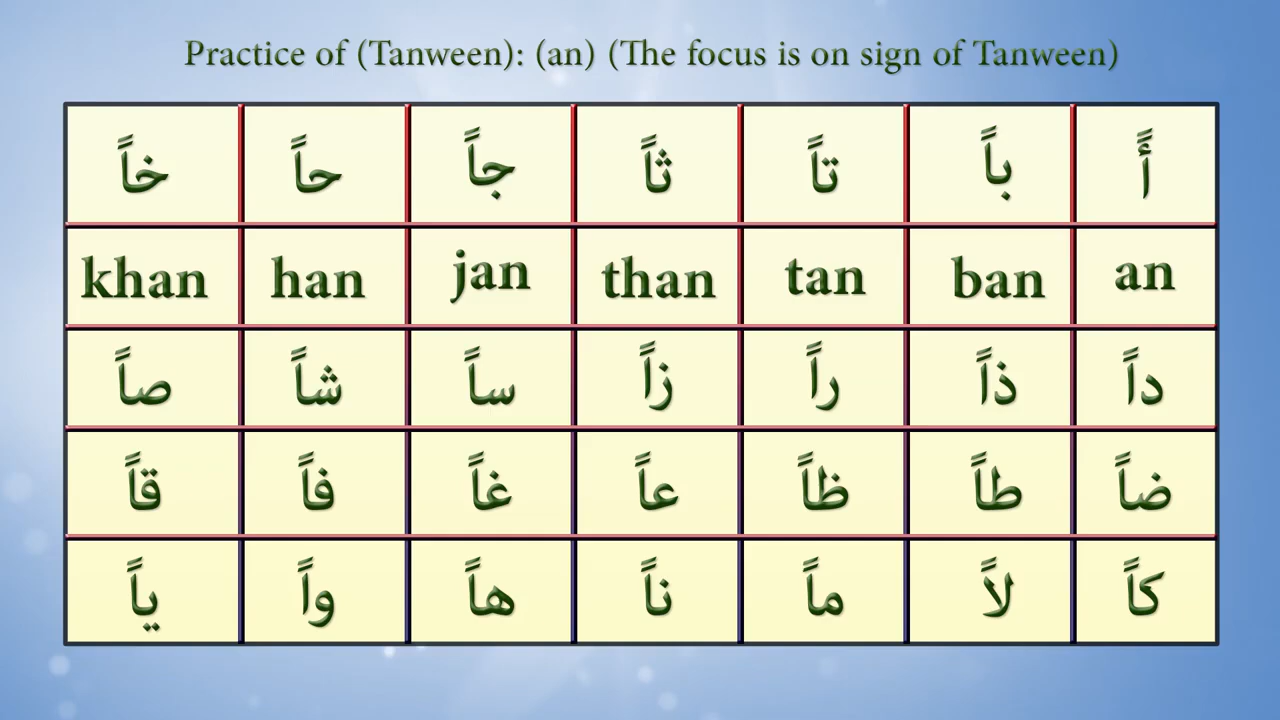 Practice of (Tanween): (an) (The focus is on sign of Tanween)
أً باً تاً ثاً جاً حاً خاً
an ban tan than jan han khan
داً ذاً راً زاً ساً شاً صاً
ضاً طاً ظاً عاً غاً فاً قاً
كاً لاً ماً ناً هاً واً ياً